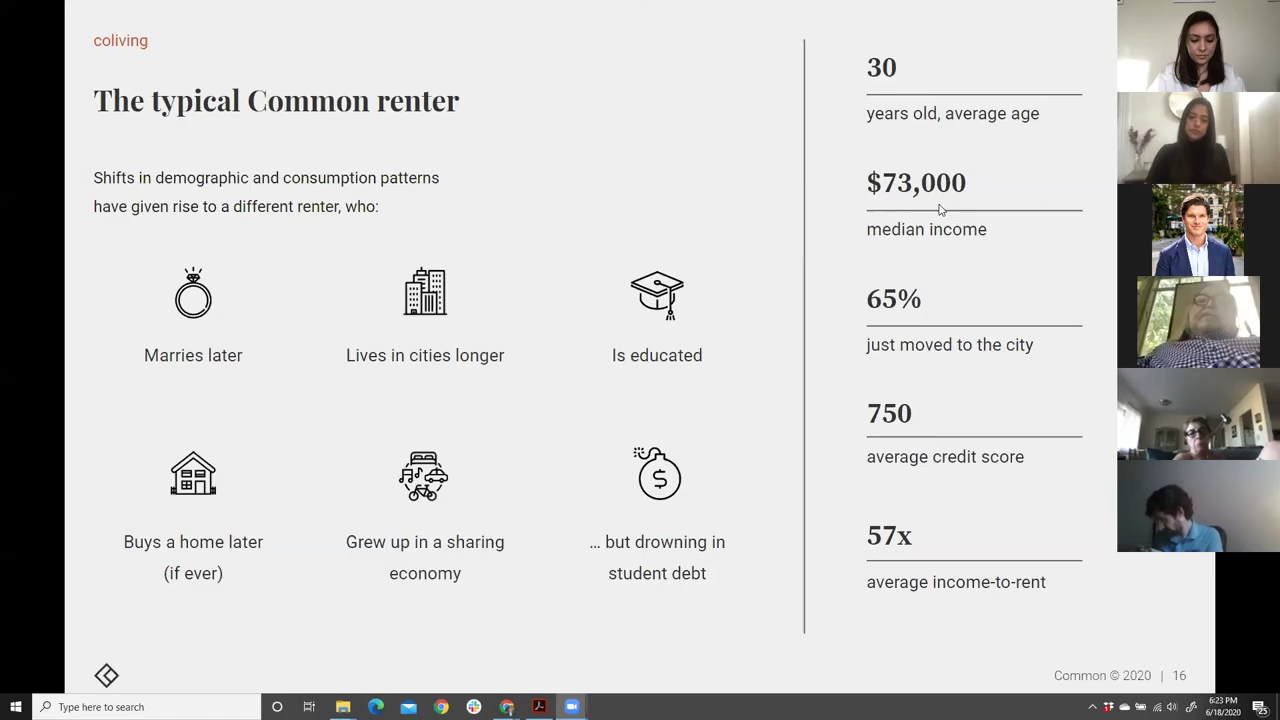 coliving
The typical Common renter
Shifts in demographic and consumption patterns
have given rise to a different renter, who:
Marries later
Lives in cities longer
Is educated
Buys a home later
(if ever)
Grew up in a sharing
economy
... but drowning in
student debt
30
years old, average age
$73,000
median income
65%
just moved to the city
750
average credit score
57x
average income-to-rent
Common © 2020 | 16
Type here to search
6:23 PM
6/18/2020
25